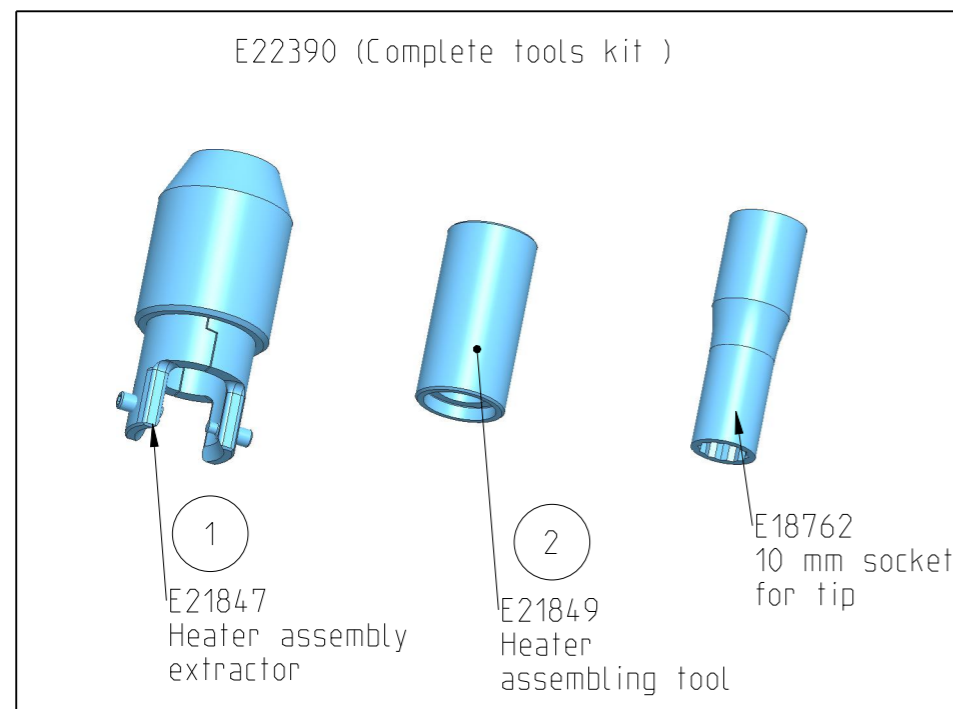 E22390 (Complete tools kit )
1
E21847
Heater assembly
extractor
2
E21849
Heater
assembling tool
E18762
10 mm socket
for tip